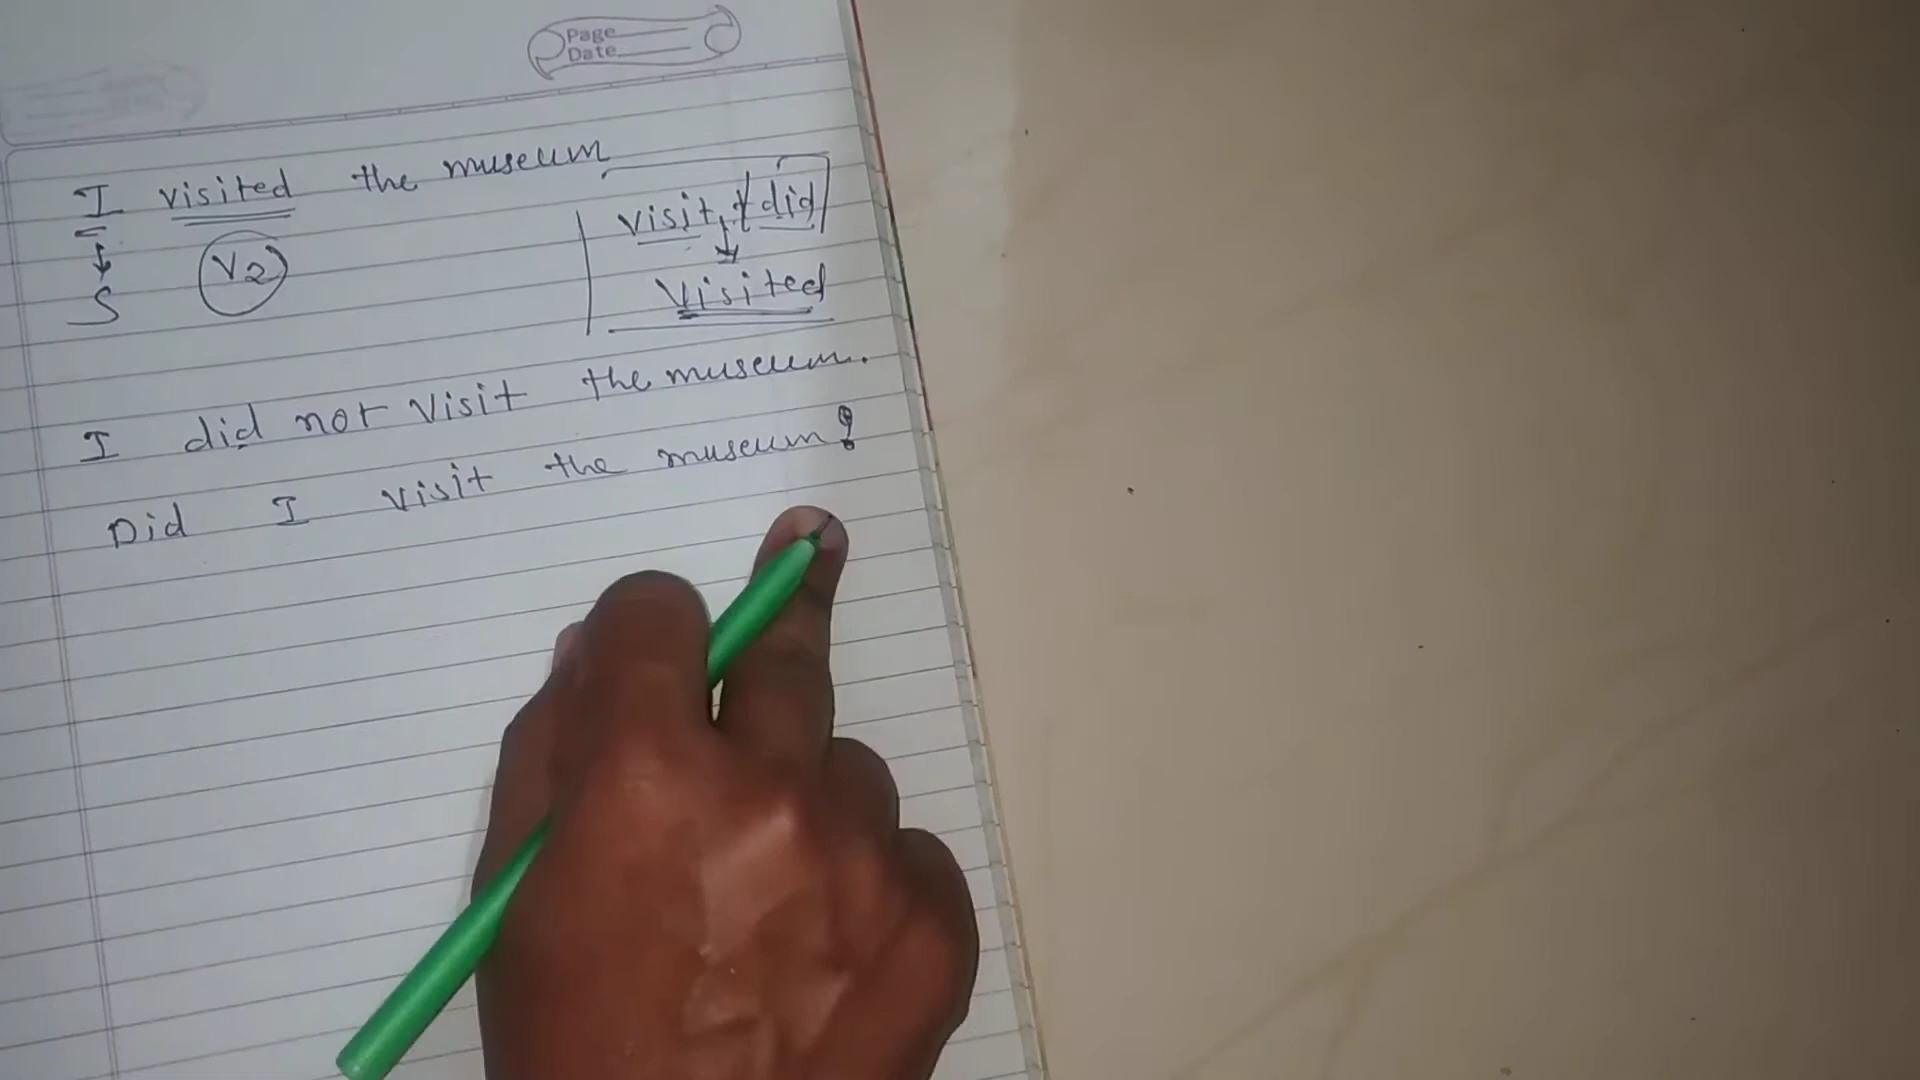 Page
Date
I visited the museum
visit + did
↓
S
V2
visited
I did not visit the museum.
Did I visit the museum?